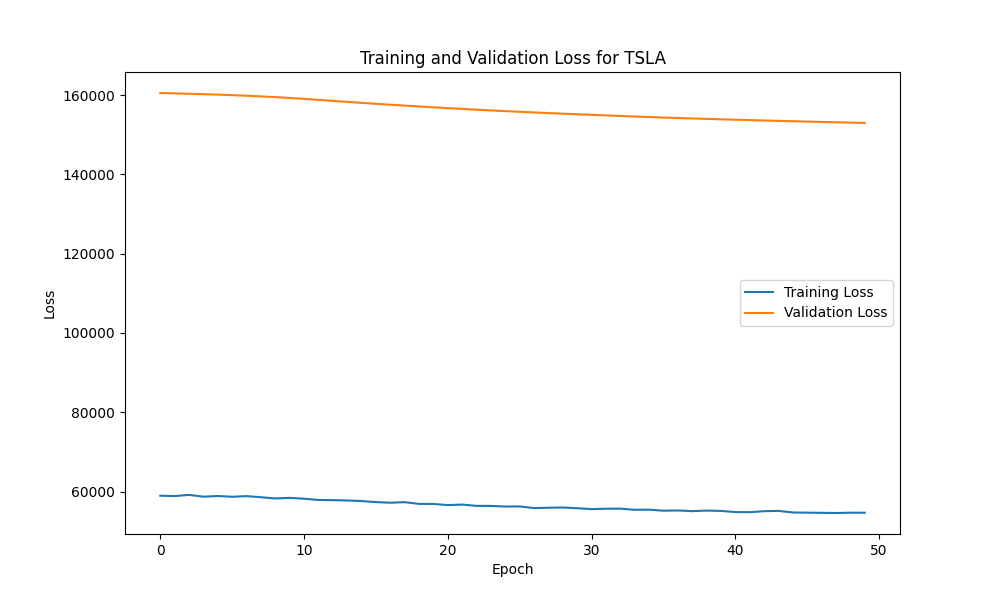 Training and Validation Loss for TSLA
160000
140000
120000
100000
80000
60000
Loss
Training Loss
Validation Loss
0 10 20 30 40 50
Epoch